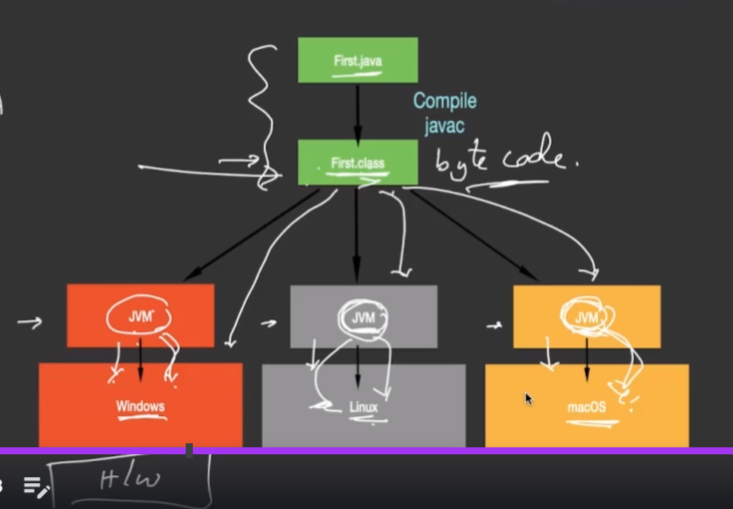 First.java
Compile
javac
First.class
byte code.
JVM
JVM
JVM
Windows
Linux
macOS
H/W